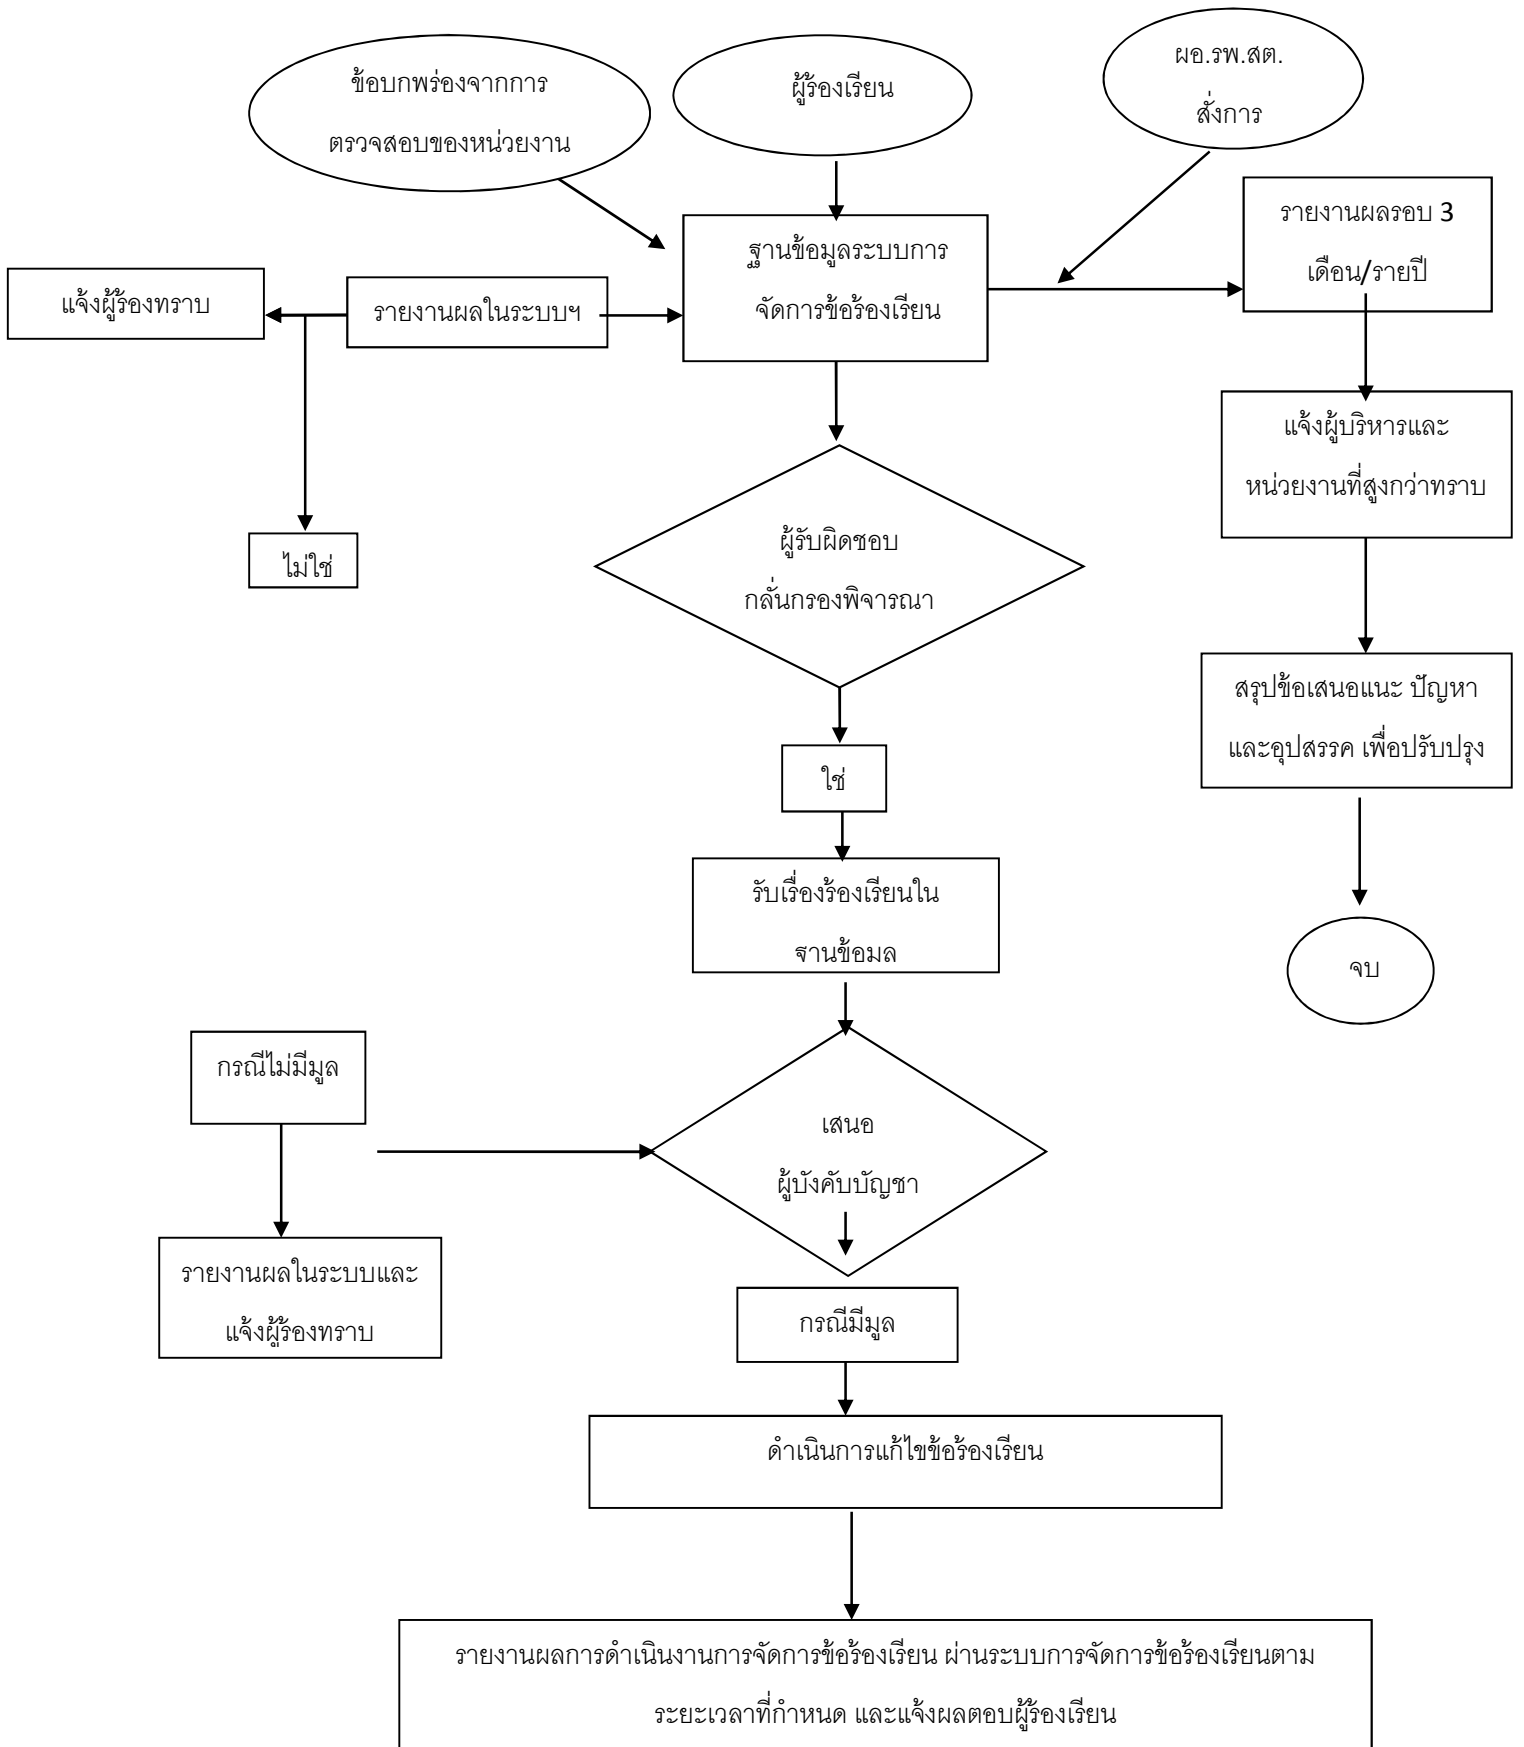 ข้อบกพร่องจากการ
ตรวจสอบของหน่วยงาน
ผู้ร้องเรียน
ผอ.รพ.สต.
สั่งการ
แจ้งผู้ร้องทราบ
รายงานผลในระบบฯ
ฐานข้อมูลระบบการ
จัดการข้อร้องเรียน
รายงานผลรอบ 3
เดือน/รายปี
แจ้งผู้บริหารและ
หน่วยงานที่สูงกว่าทราบ
ไม่ใช่
ผู้รับผิดชอบ
กลั่นกรองพิจารณา
สรุปข้อเสนอแนะ ปัญหา
และอุปสรรค เพื่อปรับปรุง
ใช่
รับเรื่องร้องเรียนใน
ฐานข้อมูล
จบ
กรณีไม่มีมูล
เสนอ
ผู้บังคับบัญชา
รายงานผลในระบบและ
แจ้งผู้ร้องทราบ
กรณีมีมูล
ดำเนินการแก้ไขข้อร้องเรียน
รายงานผลการดำเนินงานการจัดการข้อร้องเรียน ผ่านระบบการจัดการข้อร้องเรียนตาม
ระยะเวลาที่กำหนด และแจ้งผลตอบผู้ร้องเรียน